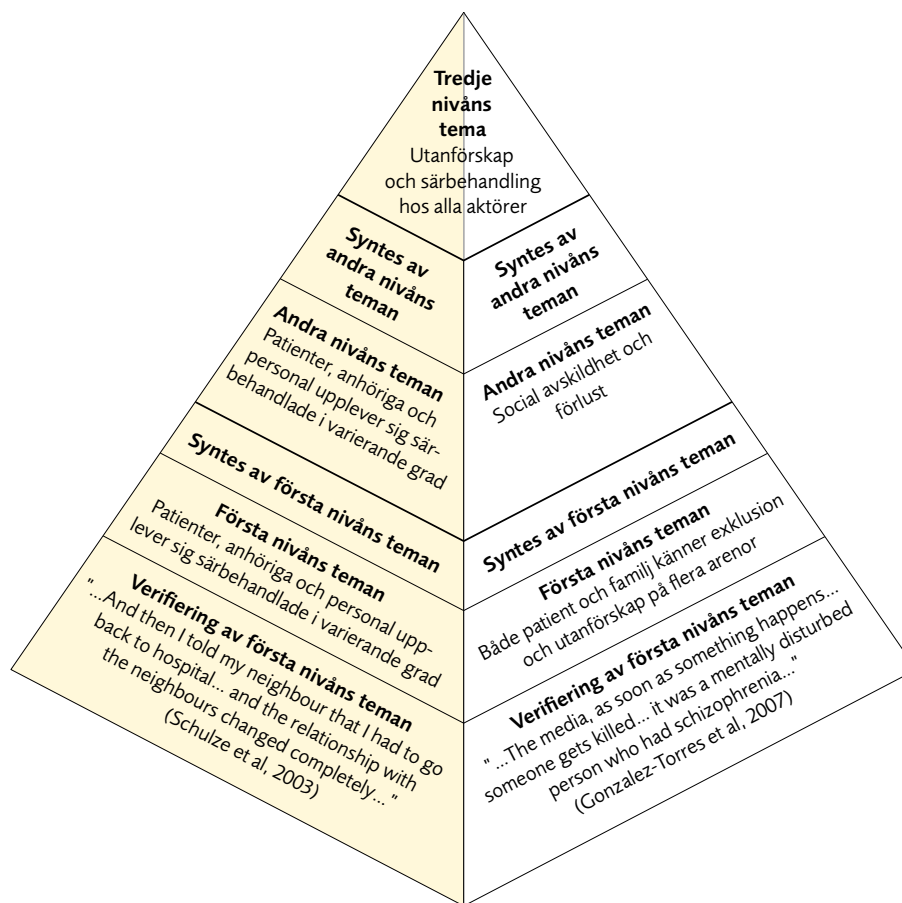 Tredje
nivåns
tema
Utanförskap
och särbehandling
hos alla aktörer
Syntes av
andra nivåns
teman
Andra nivåns teman
Patienter, anhöriga och
personal upplever sig sär-
behandlade i varierande grad
Syntes av första nivåns teman
Första nivåns teman
Patienter, anhöriga och personal upp-
lever sig särbehandlade i varierande grad
Verifiering av första nivåns teman
"...And then I told my neighbour that I had to go
back to hospital... and the relationship with
the neighbours changed completely... "
(Schulze et al, 2003)
Syntes av
andra nivåns
teman
Andra nivåns teman
Social avskildhet och
förlust
Syntes av första nivåns teman
Första nivåns teman
Både patient och familj känner exklusion
och utanförskap på flera arenor
Verifiering av första nivåns teman
" ...The media, as soon as something happens...
someone gets killed... it was a mentally disturbed
person who had schizophrenia..."
(Gonzalez-Torres et al, 2007)